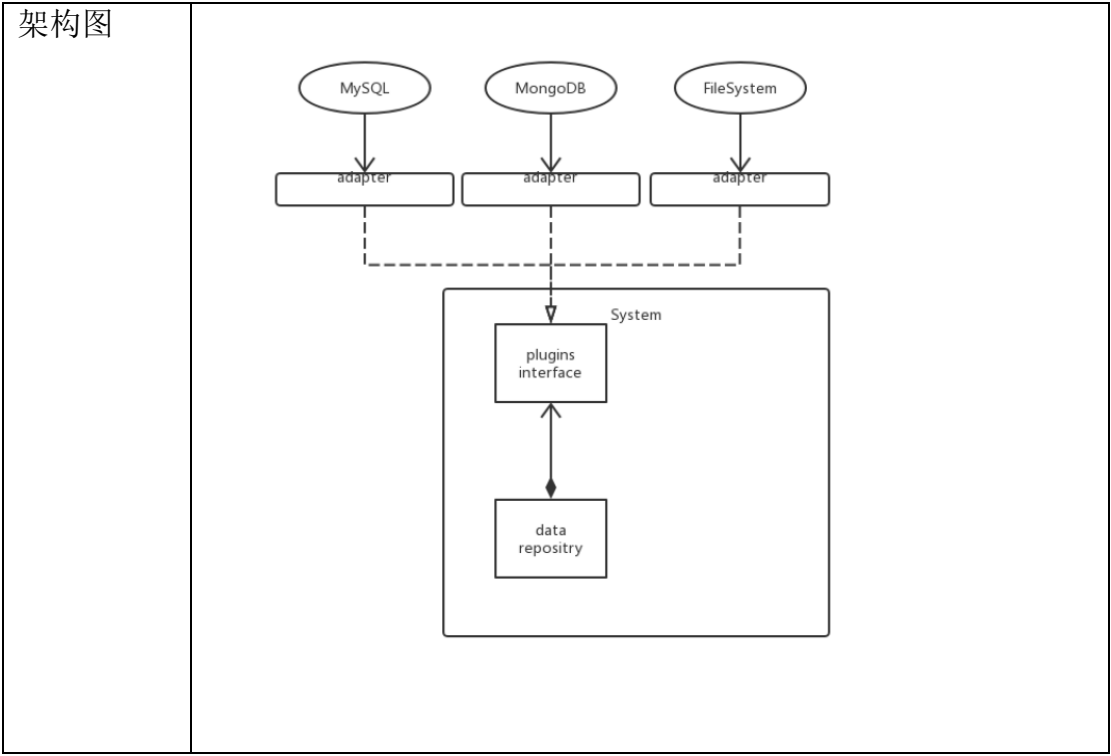 架构图
MySQL
MongoDB
FileSystem
adapter
adapter
adapter
System
plugins
interface
data
repositry